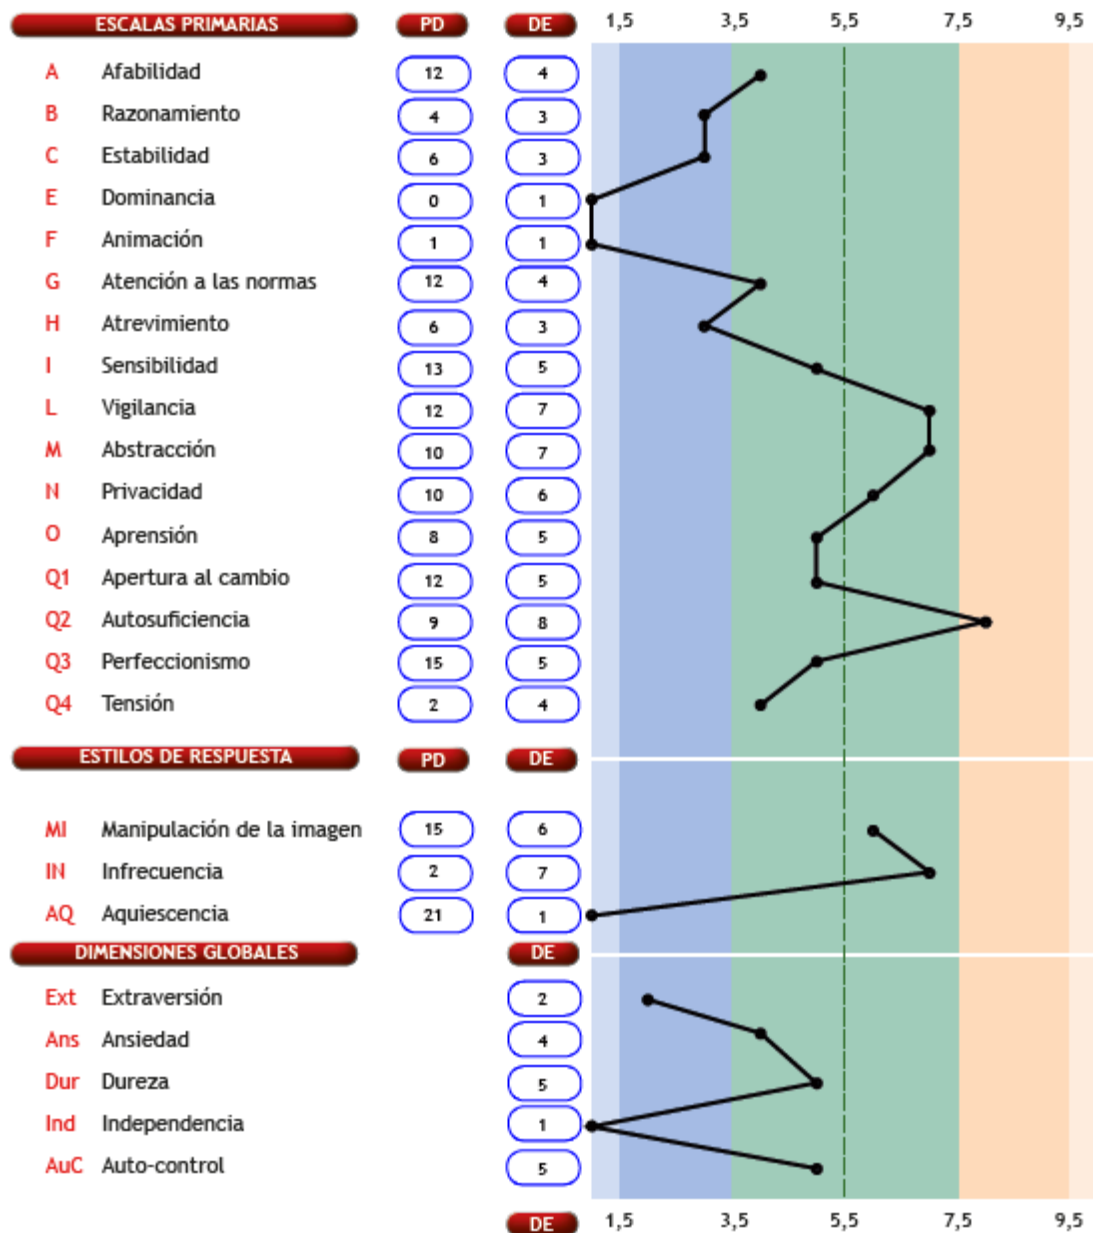 ESCALAS PRIMARIAS PD DE 1,5 3,5 5,5 7,5 9,5
A Afabilidad 12 4
B Razonamiento 4 3
C Estabilidad 6 3
E Dominancia 0 1
F Animación 1 1
G Atención a las normas 12 4
H Atrevimiento 6 3
I Sensibilidad 13 5
L Vigilancia 12 7
M Abstracción 10 7
N Privacidad 10 6
O Aprensión 8 5
Q1 Apertura al cambio 12 5
Q2 Autosuficiencia 9 8
Q3 Perfeccionismo 15 5
Q4 Tensión 2 4
ESTILOS DE RESPUESTA PD DE
MI Manipulación de la imagen 15 6
IN Infrecuencia 2 7
AQ Aquiescencia 21 1
DIMENSIONES GLOBALES DE
Ext Extraversión 2
Ans Ansiedad 4
Dur Dureza 5
Ind Independencia 1
AuC Auto-control 5
DE 1,5 3,5 5,5 7,5 9,5